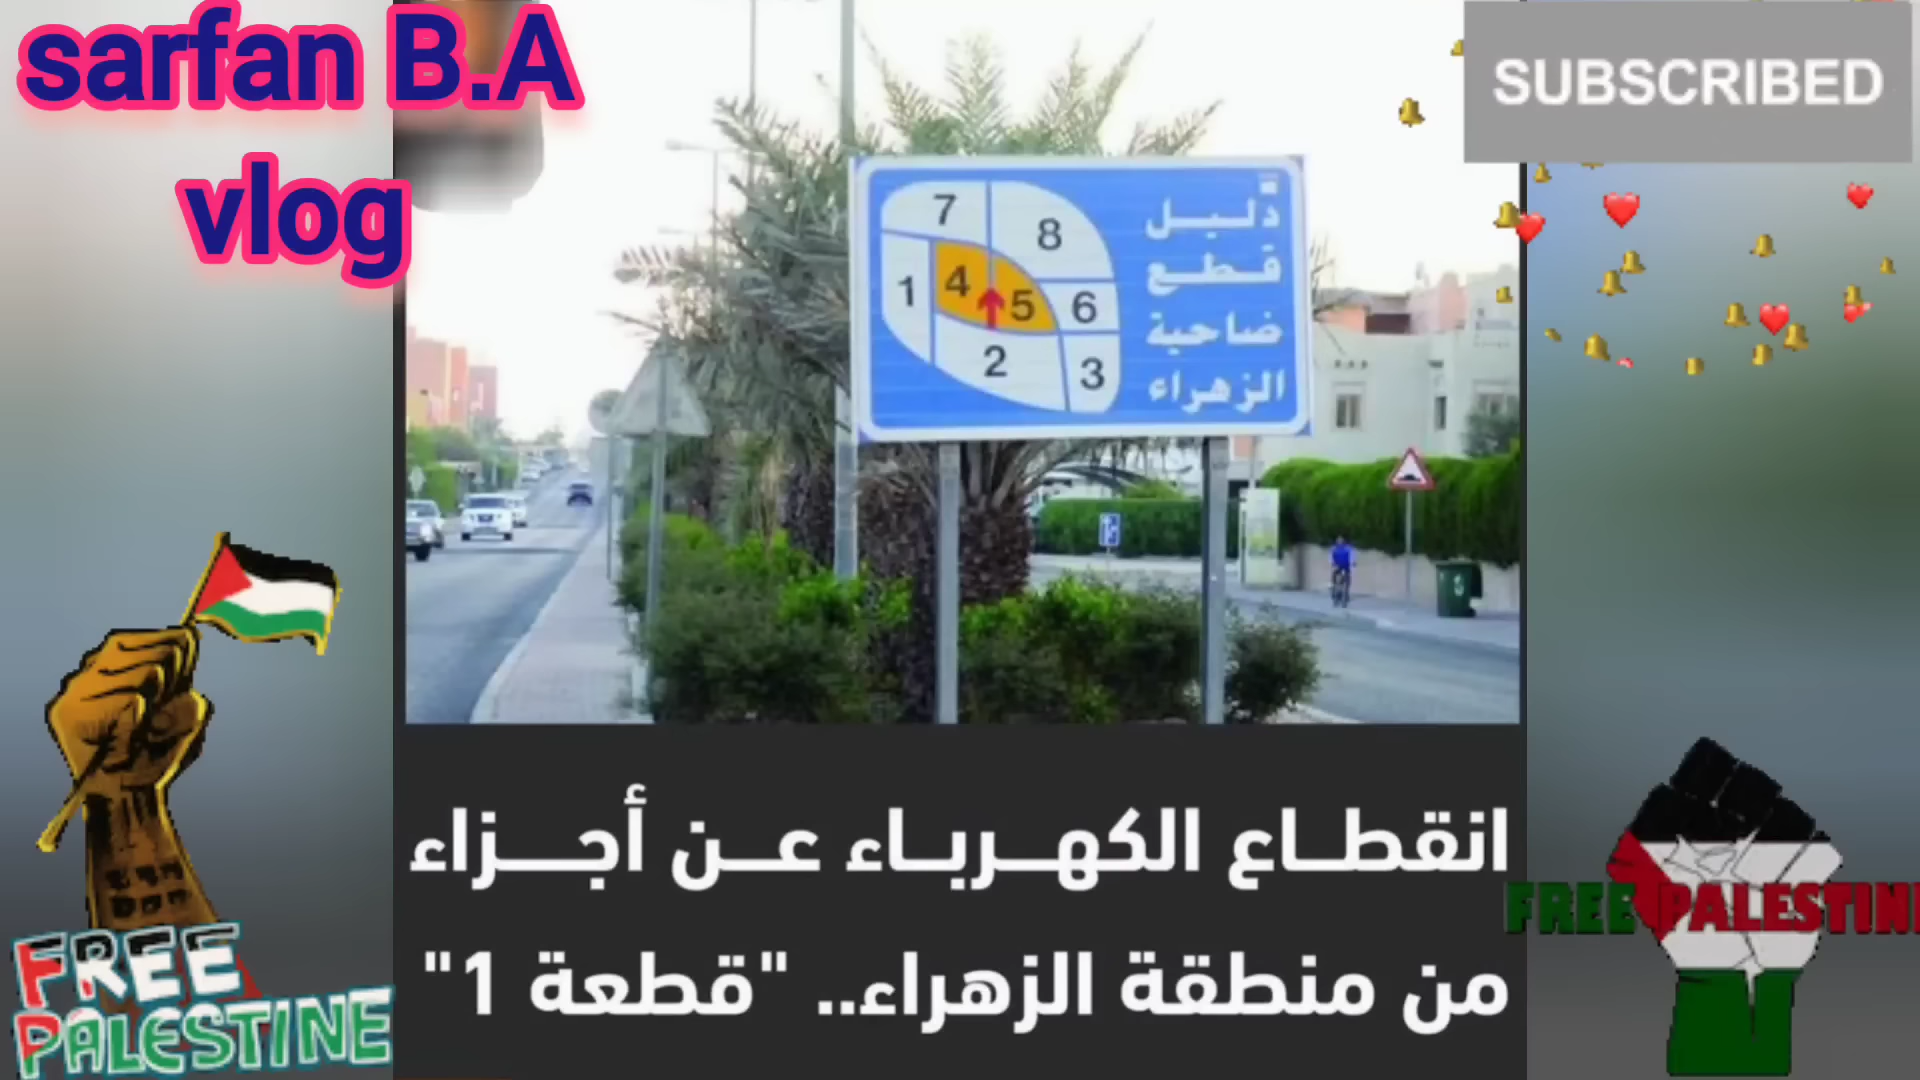 sarfan B.A
vlog
SUBSCRIBED
دليل
قطع
ضاحية
الزهراء
7
8
1
4
5
6
2
3
انقطاع الكهرباء عن أجزاء
من منطقة الزهراء.. "قطعة 1"
FREE
PALESTINE
FREE PALESTIN